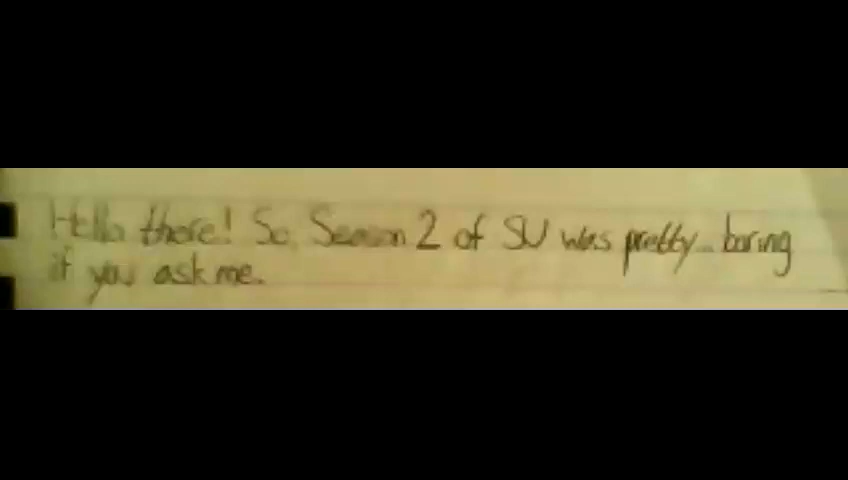 Hello there! So, Season 2 of SU was pretty... boring
if you ask me.